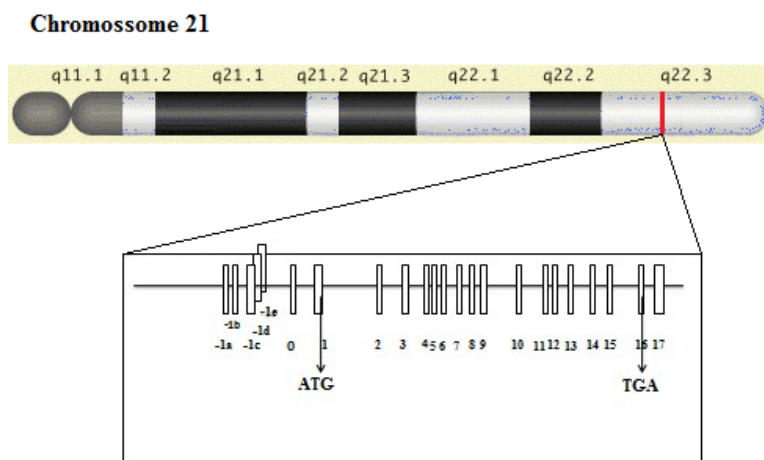 Chromossome 21
q11.1 q11.2 q21.1 q21.2 q21.3 q22.1 q22.2 q22.3
-1e
-1b
-1d
-1a -1c 0 1 2 3 4 5 6 7 8 9 10 11 12 13 14 15 16 17
ATG TGA